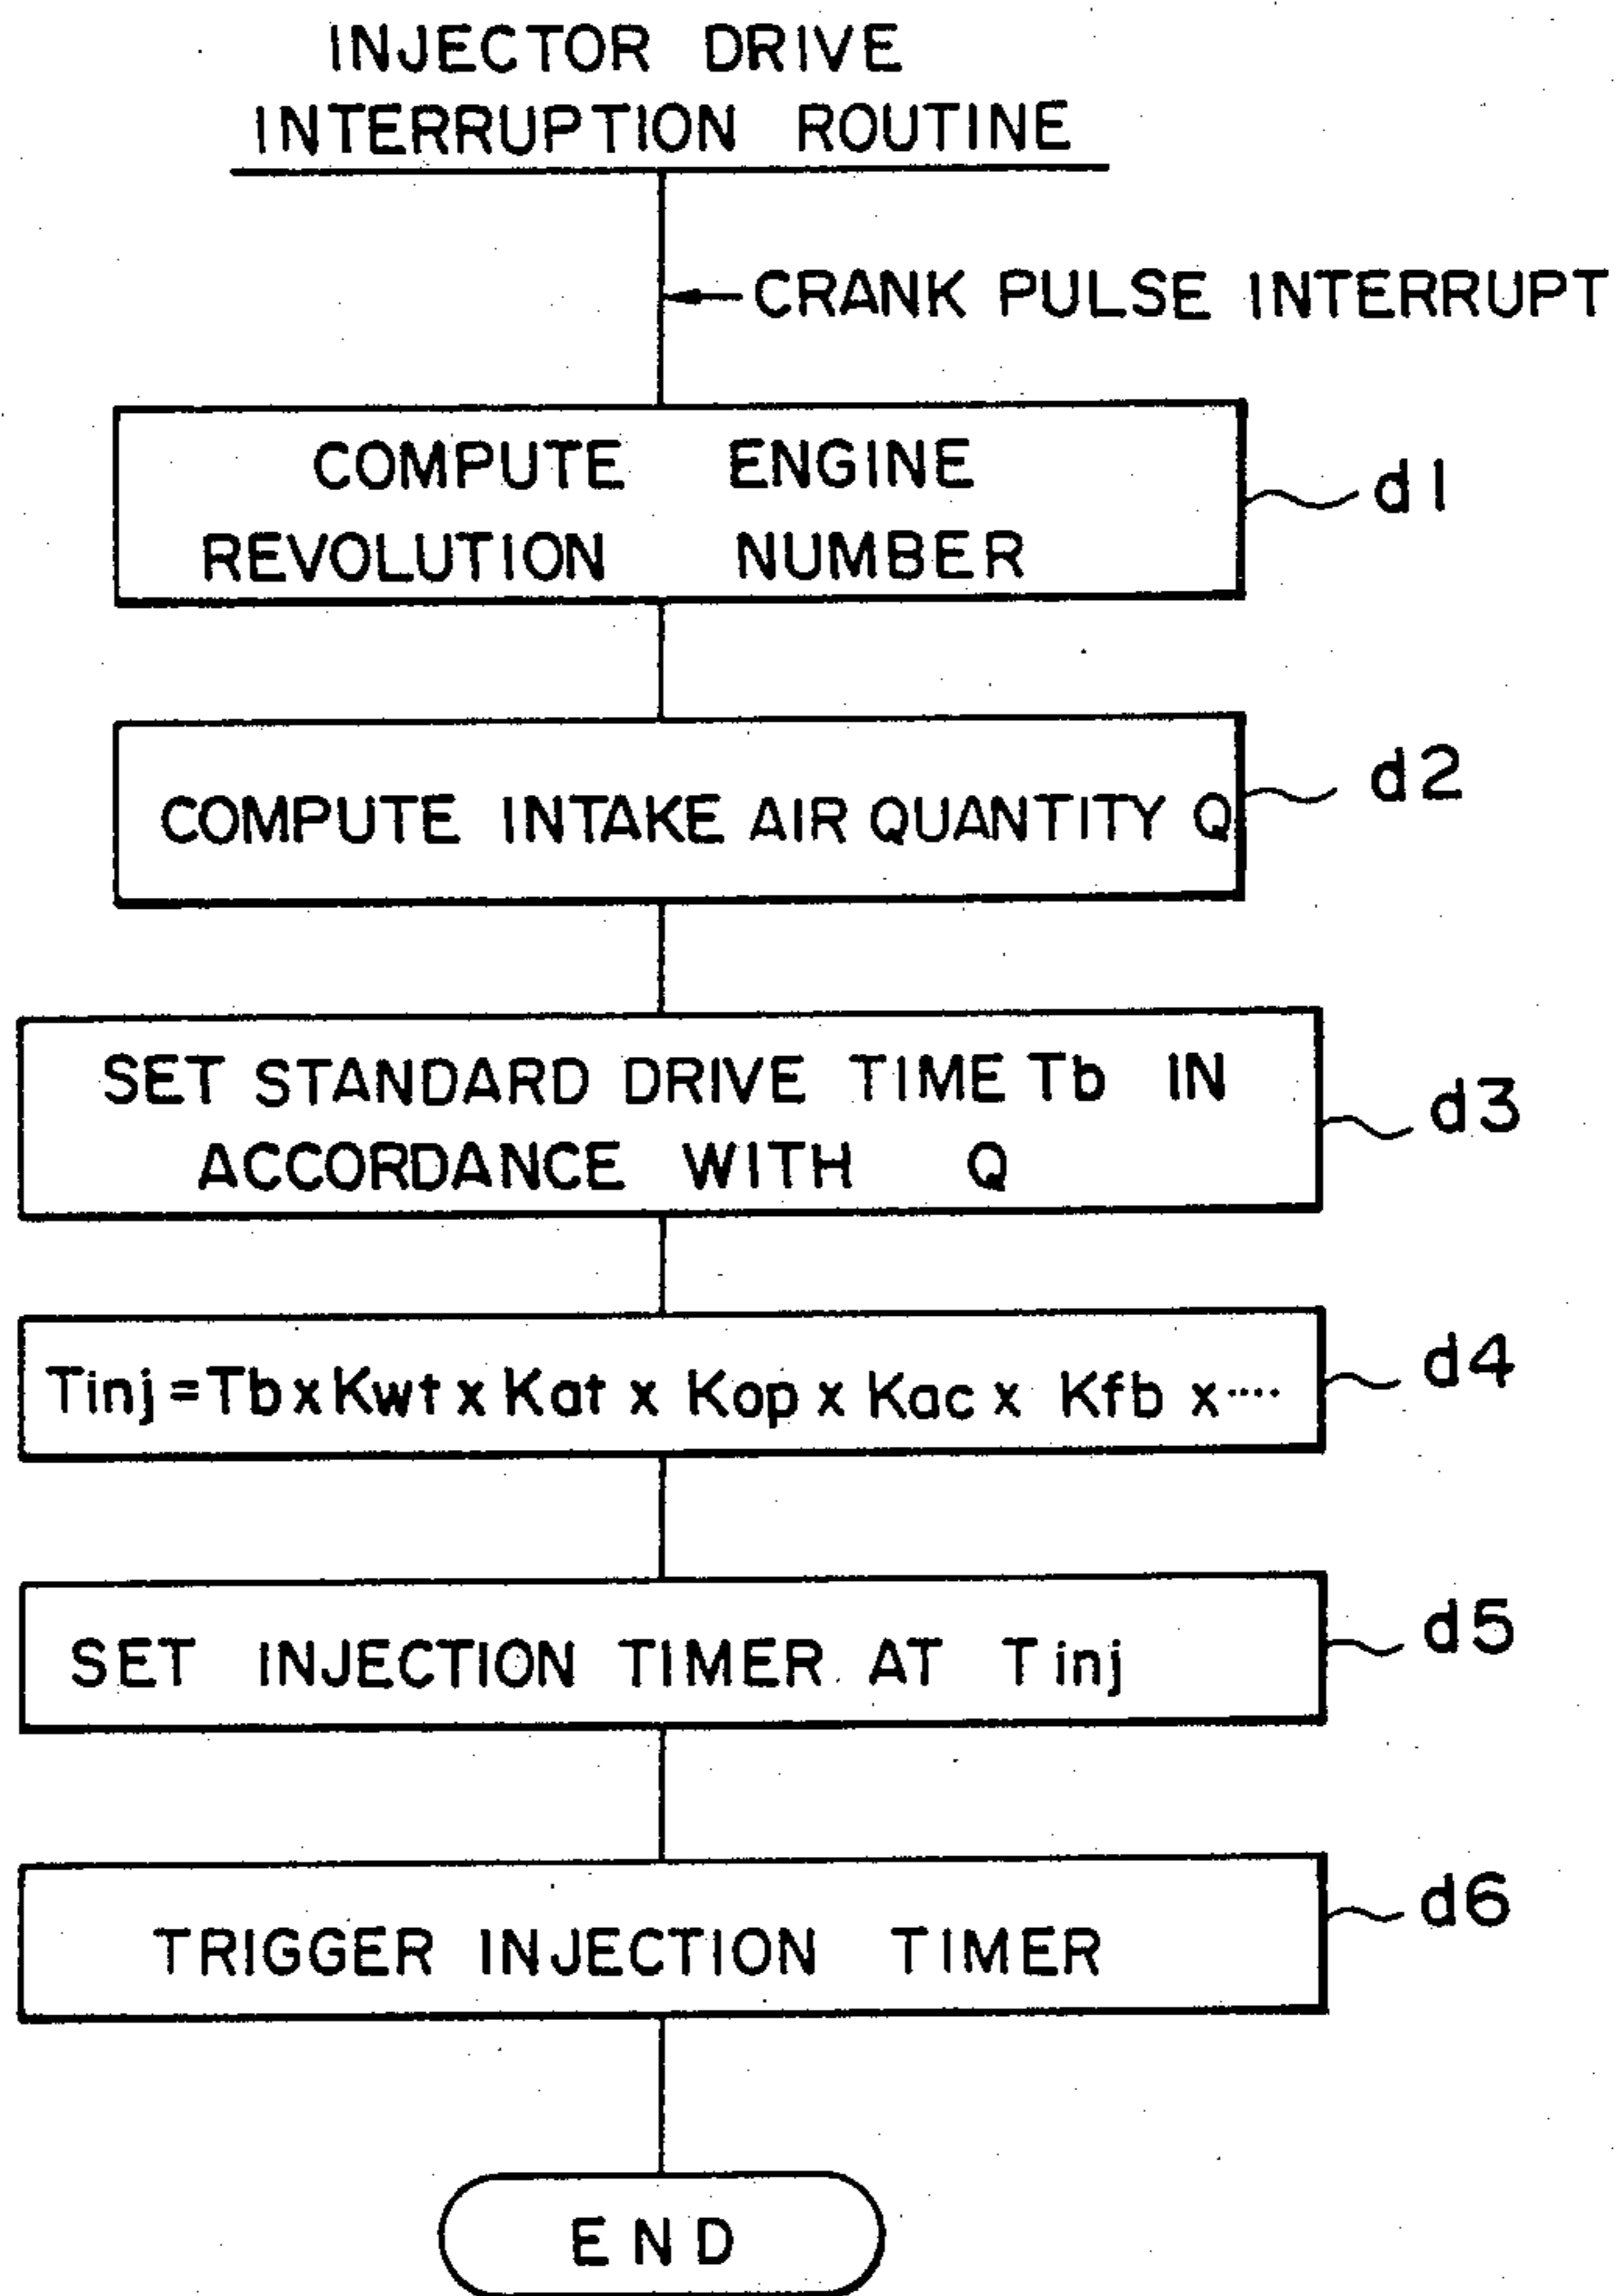 INJECTOR DRIVE
INTERRUPTION ROUTINE
CRANK PULSE INTERRUPT
COMPUTE ENGINE
REVOLUTION NUMBER
d1
COMPUTE INTAKE AIR QUANTITY Q
d2
SET STANDARD DRIVE TIME Tb IN
ACCORDANCE WITH Q
d3
Tinj=Tb x Kwt x Kat x Kop x Kac x Kfb x ....
d4
SET INJECTION TIMER AT Tinj
d5
TRIGGER INJECTION TIMER
d6
END